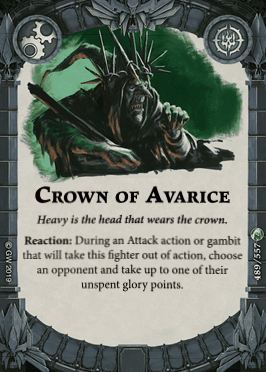 CROWN OF AVARICE
Heavy is the head that wears the crown.
Reaction: During an Attack action or gambit
that will take this fighter out of action, choose
an opponent and take up to one of their
unspent glory points.
© GW 2019
489/557